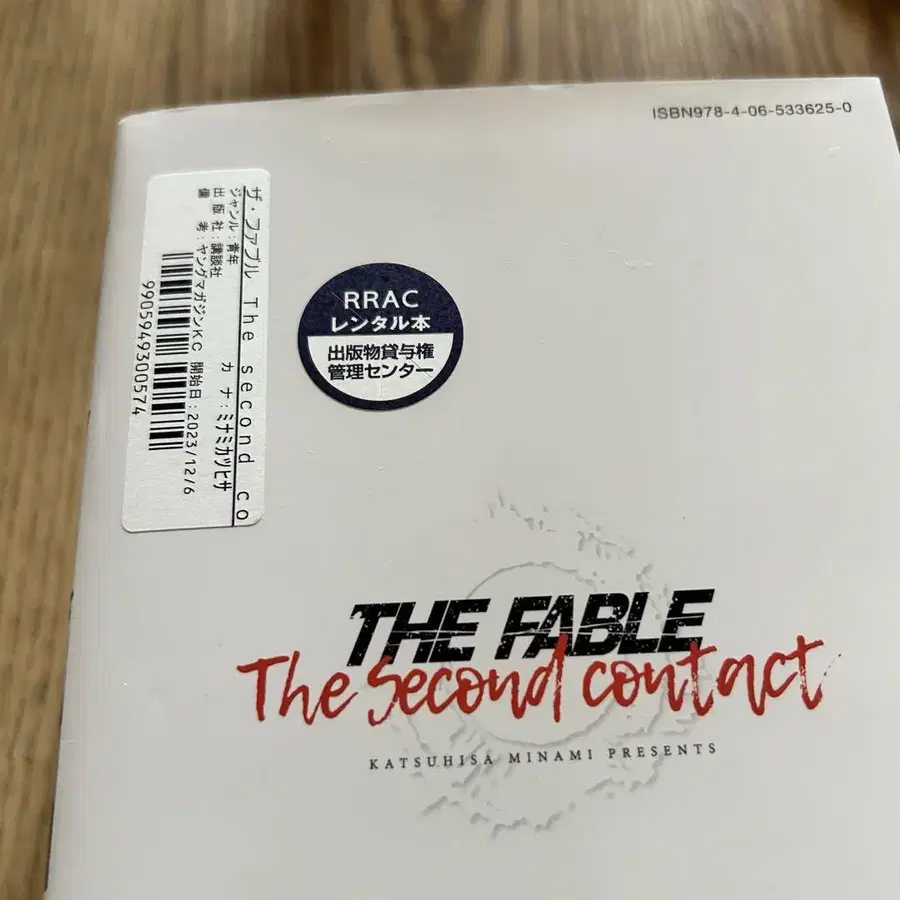 ISBN978-4-06-533625-0
ザ・ファブル The second co
ジャンル:青年 カ ナ:ミナミカツヒサ
出 版 社:講談社
備 考:ヤングマガジンKC 開始日:2023/12/6
9905949300574
RRAC
レンタル本
出版物貸与権
管理センター
THE FABLE
The Second contact
KATSUHISA MINAMI PRESENTS